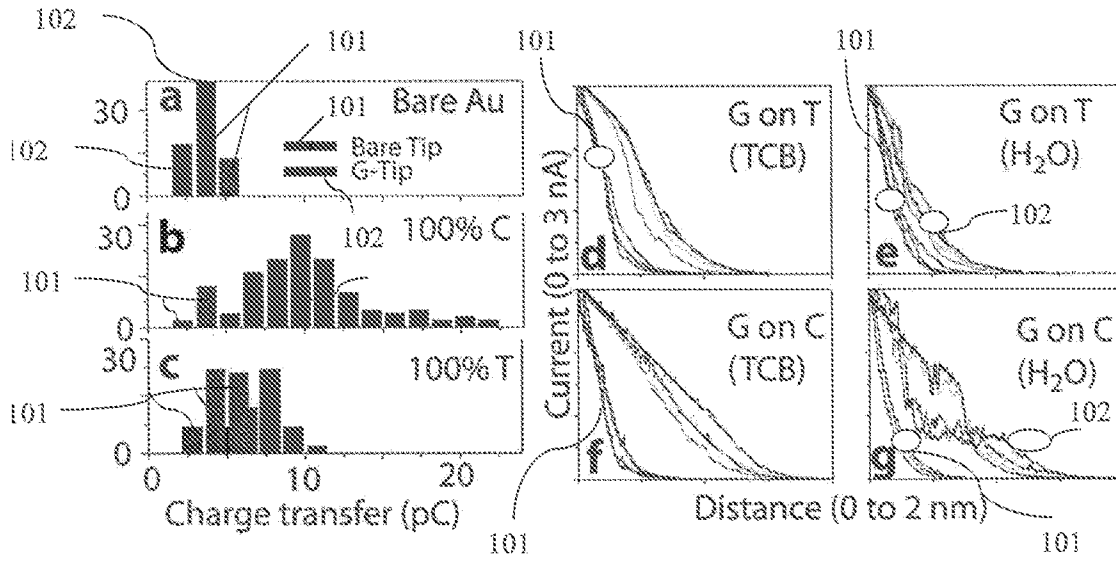 102
101
101
101
a
Bare Au
30
101
Bare Tip
G-Tip
102
0
102
b
100% C
30
101
0
c
100% T
30
101
0
0
10
20
Charge transfer (pC)
Current (0 to 3 nA)
G on T
(TCB)
d
G on T
(H₂O)
102
e
G on C
(TCB)
f
101
G on C
(H₂O)
102
g
101
Distance (0 to 2 nm)